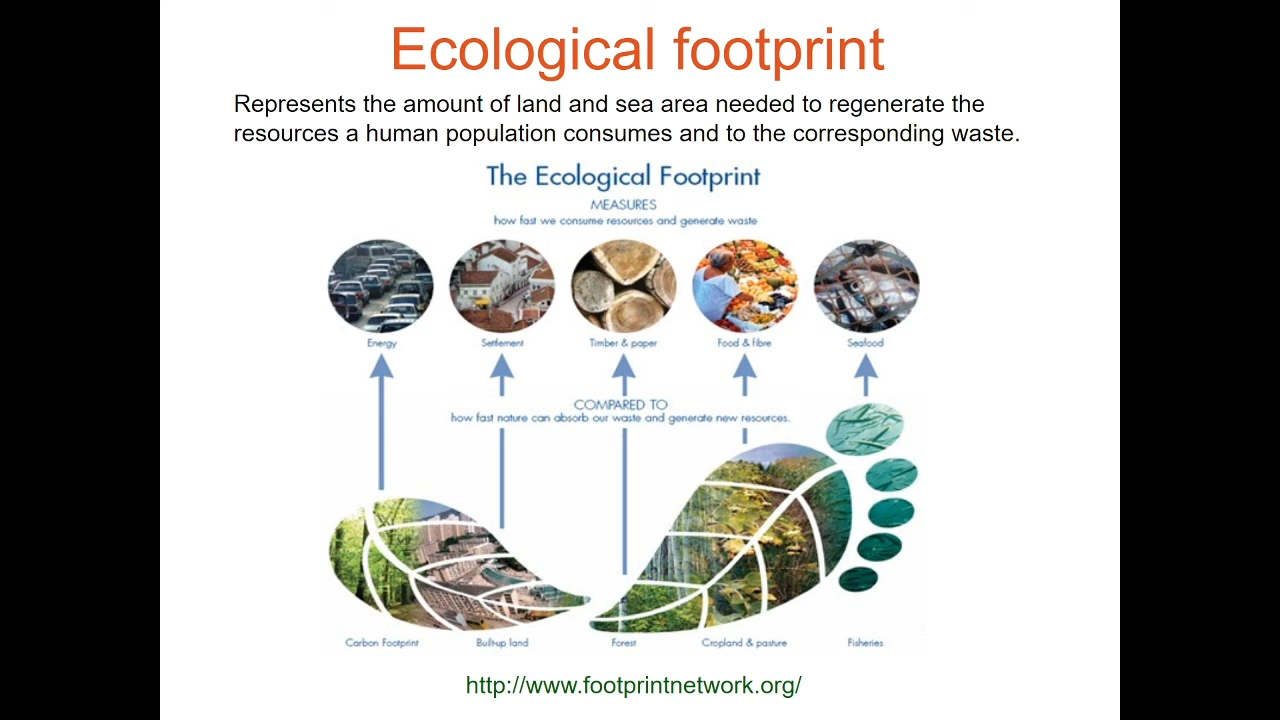 Ecological footprint
Represents the amount of land and sea area needed to regenerate the
resources a human population consumes and to the corresponding waste.
The Ecological Footprint
MEASURES
how fast we consume resources and generate waste
Energy
Settlement
Timber & paper
Food & fibre
Seafood
COMPARED TO
how fast nature can absorb our waste and generate new resources.
Carbon Footprint
Built-up land
Forest
Cropland & pasture
Fisheries
http://www.footprintnetwork.org/